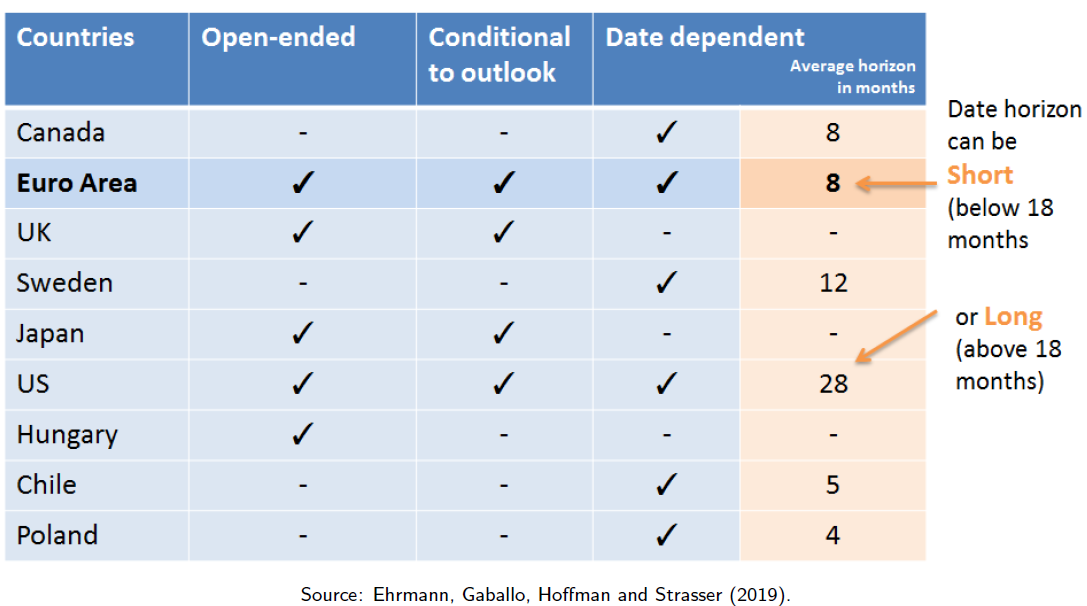 Countries Open-ended Conditional to outlook Date dependent Average horizon in months
Canada - - ✓ 8
Euro Area ✓ ✓ ✓ 8
UK ✓ ✓ - -
Sweden - - ✓ 12
Japan ✓ ✓ - -
US ✓ ✓ ✓ 28
Hungary ✓ - - -
Chile - - ✓ 5
Poland - - ✓ 4
Date horizon
can be
Short
(below 18
months
or Long
(above 18
months)
Source: Ehrmann, Gaballo, Hoffman and Strasser (2019).